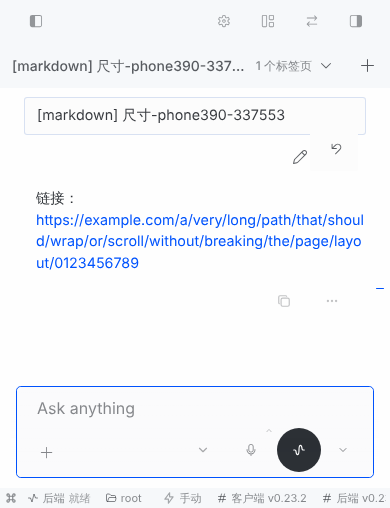 [markdown] 尺寸-phone390-337...
1 个标签页
[markdown] 尺寸-phone390-337553
链接：
https://example.com/a/very/long/path/that/shoul
d/wrap/or/scroll/without/breaking/the/page/layo
ut/0123456789
Ask anything
后端 就绪 root 手动 # 客户端 v0.23.2 # 后端 v0.2